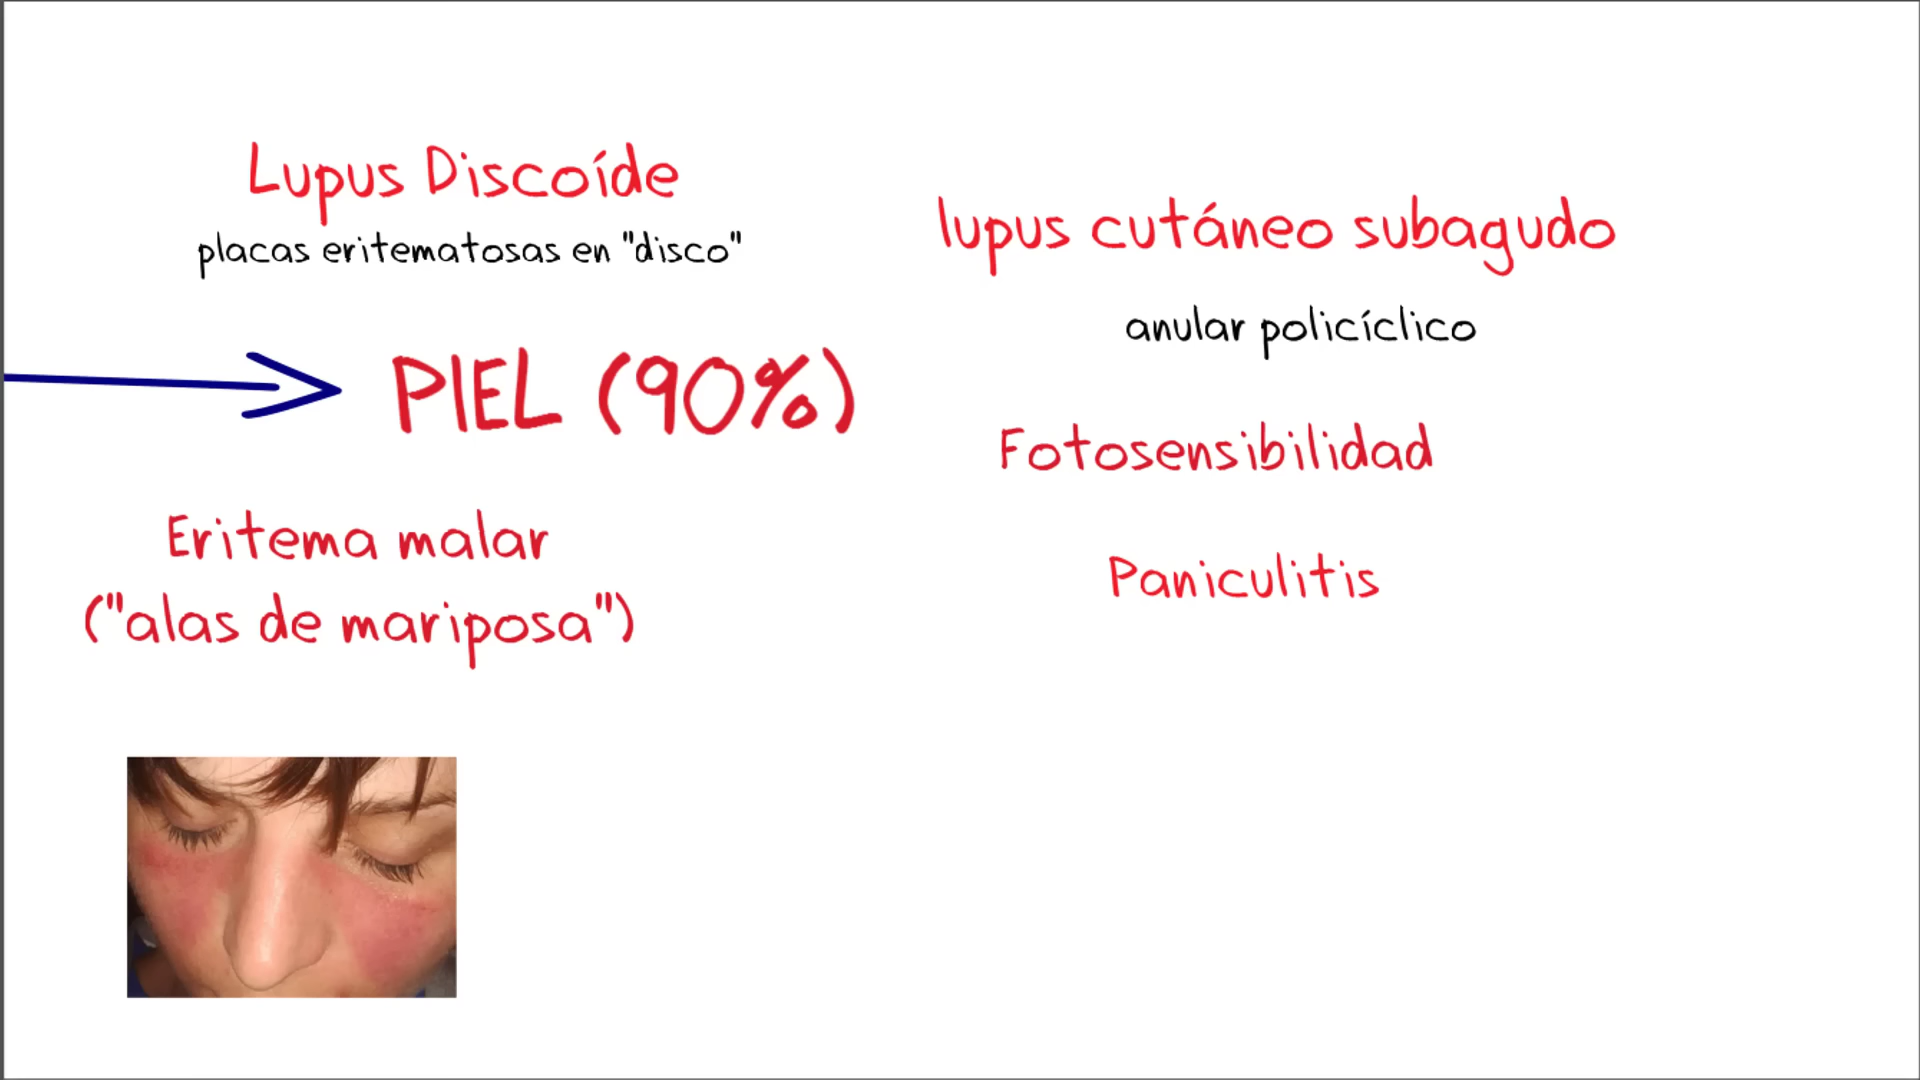 Lupus Discoíde
placas eritematosas en "disco"
PIEL (90%)
Eritema malar
("alas de mariposa")
lupus cutáneo subagudo
anular policíclico
Fotosensibilidad
Paniculitis